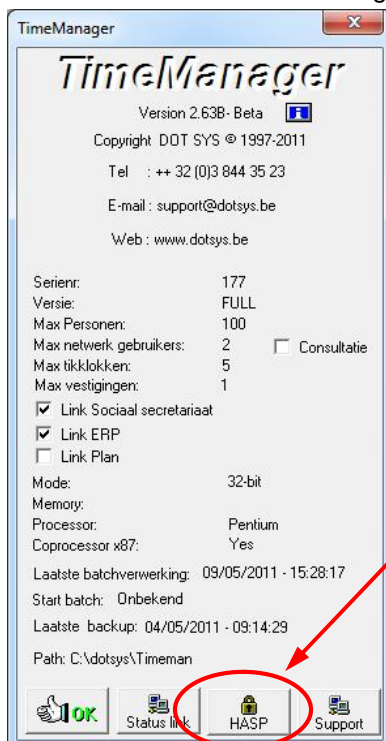 TimeManager
TimeManager
Version 2.63B- Beta
Copyright DOT SYS © 1997-2011
Tel : ++ 32 (0)3 844 35 23
E-mail : support@dotsys.be
Web : www.dotsys.be
Serienr: 177
Versie: FULL
Max Personen: 100
Max netwerk gebruikers: 2 Consultatie
Max tikklokken: 5
Max vestigingen: 1
Link Sociaal secretariaat
Link ERP
Link Plan
Mode: 32-bit
Memory:
Processor: Pentium
Coprocessor x87: Yes
Laatste batchverwerking: 09/05/2011 - 15:28:17
Start batch: Onbekend
Laatste backup: 04/05/2011 - 09:14:29
Path: C:\dotsys\Timeman
OK Status link HASP Support